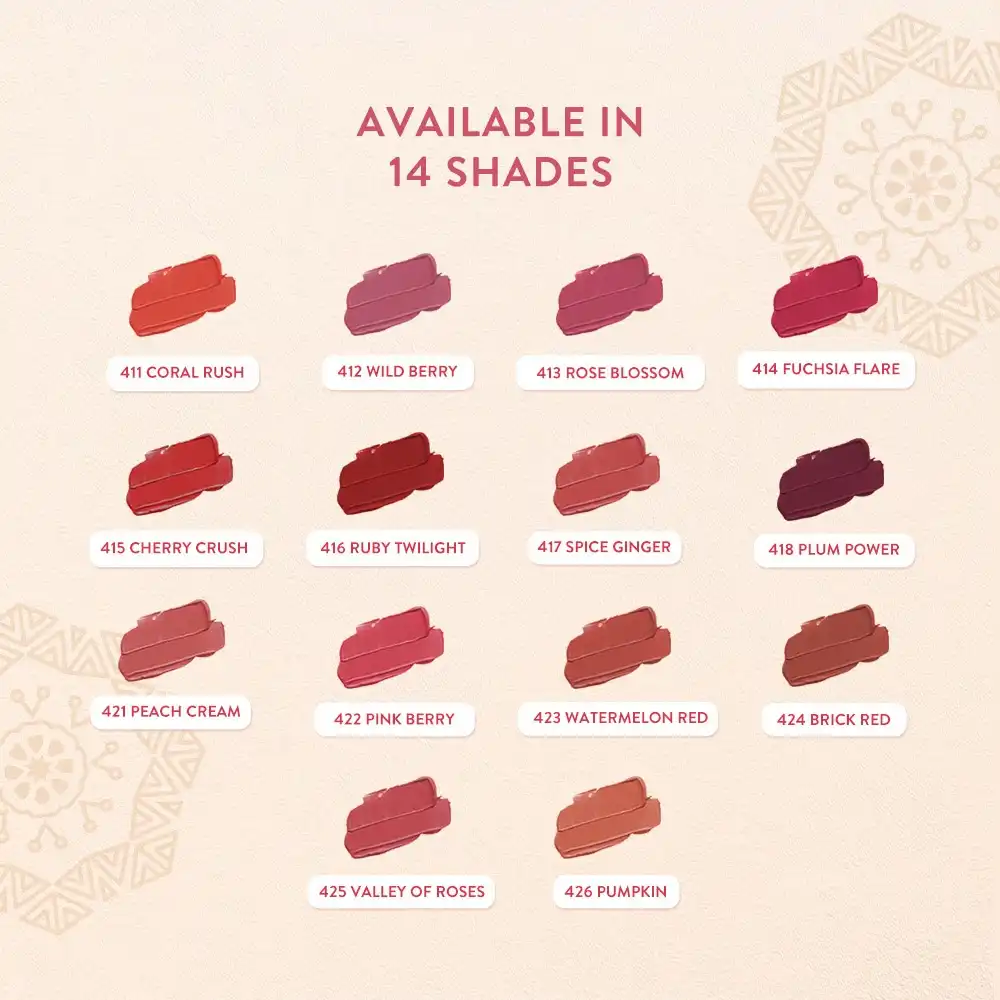 AVAILABLE IN
14 SHADES
411 CORAL RUSH
412 WILD BERRY
413 ROSE BLOSSOM
414 FUCHSIA FLARE
415 CHERRY CRUSH
416 RUBY TWILIGHT
417 SPICE GINGER
418 PLUM POWER
421 PEACH CREAM
422 PINK BERRY
423 WATERMELON RED
424 BRICK RED
425 VALLEY OF ROSES
426 PUMPKIN